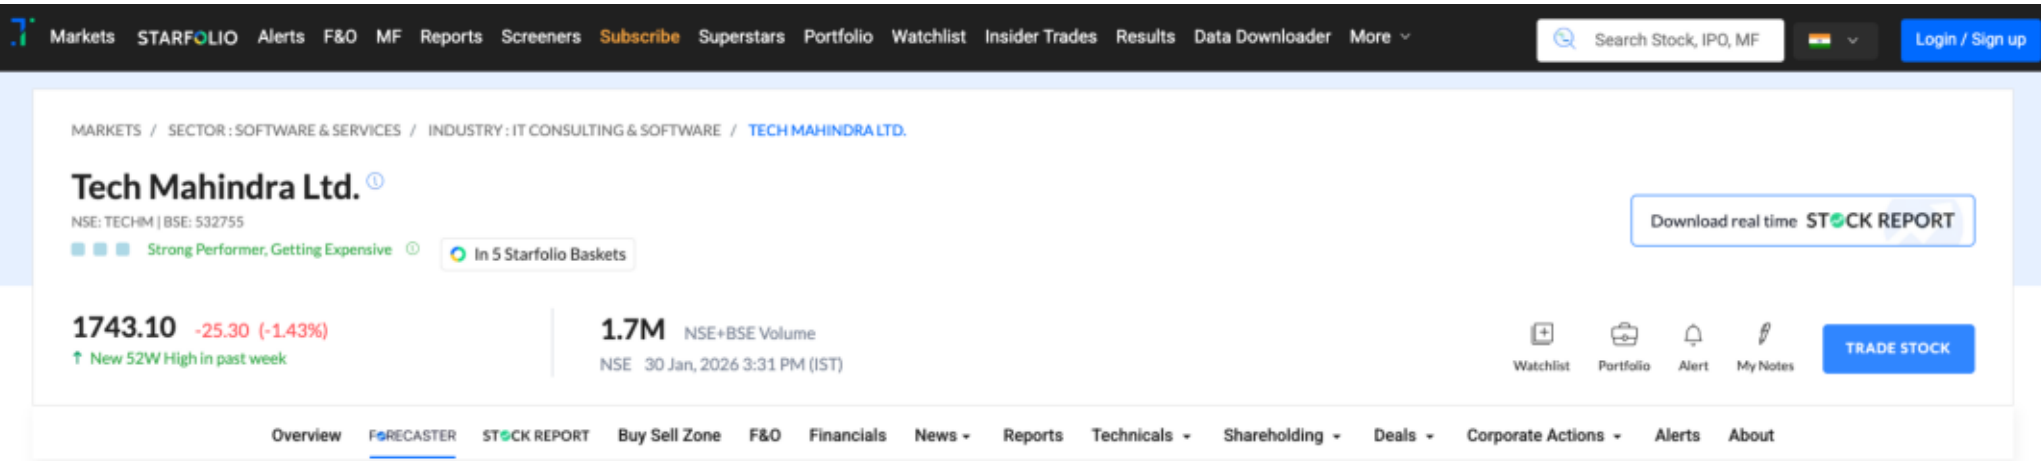 Markets STARFOLIO Alerts F&O MF Reports Screeners Subscribe Superstars Portfolio Watchlist Insider Trades Results Data Downloader More Search Stock, IPO, MF Login / Sign up
MARKETS / SECTOR : SOFTWARE & SERVICES / INDUSTRY : IT CONSULTING & SOFTWARE / TECH MAHINDRA LTD.
Tech Mahindra Ltd.
NSE: TECHM | BSE: 532755
Download real time STOCK REPORT
Strong Performer, Getting Expensive In 5 Starfolio Baskets
1743.10 -25.30 (-1.43%)
New 52W High in past week
1.7M NSE+BSE Volume
NSE 30 Jan, 2026 3:31 PM (IST)
Watchlist Portfolio Alert My Notes TRADE STOCK
Overview FORECASTER STOCK REPORT Buy Sell Zone F&O Financials News Reports Technicals Shareholding Deals Corporate Actions Alerts About